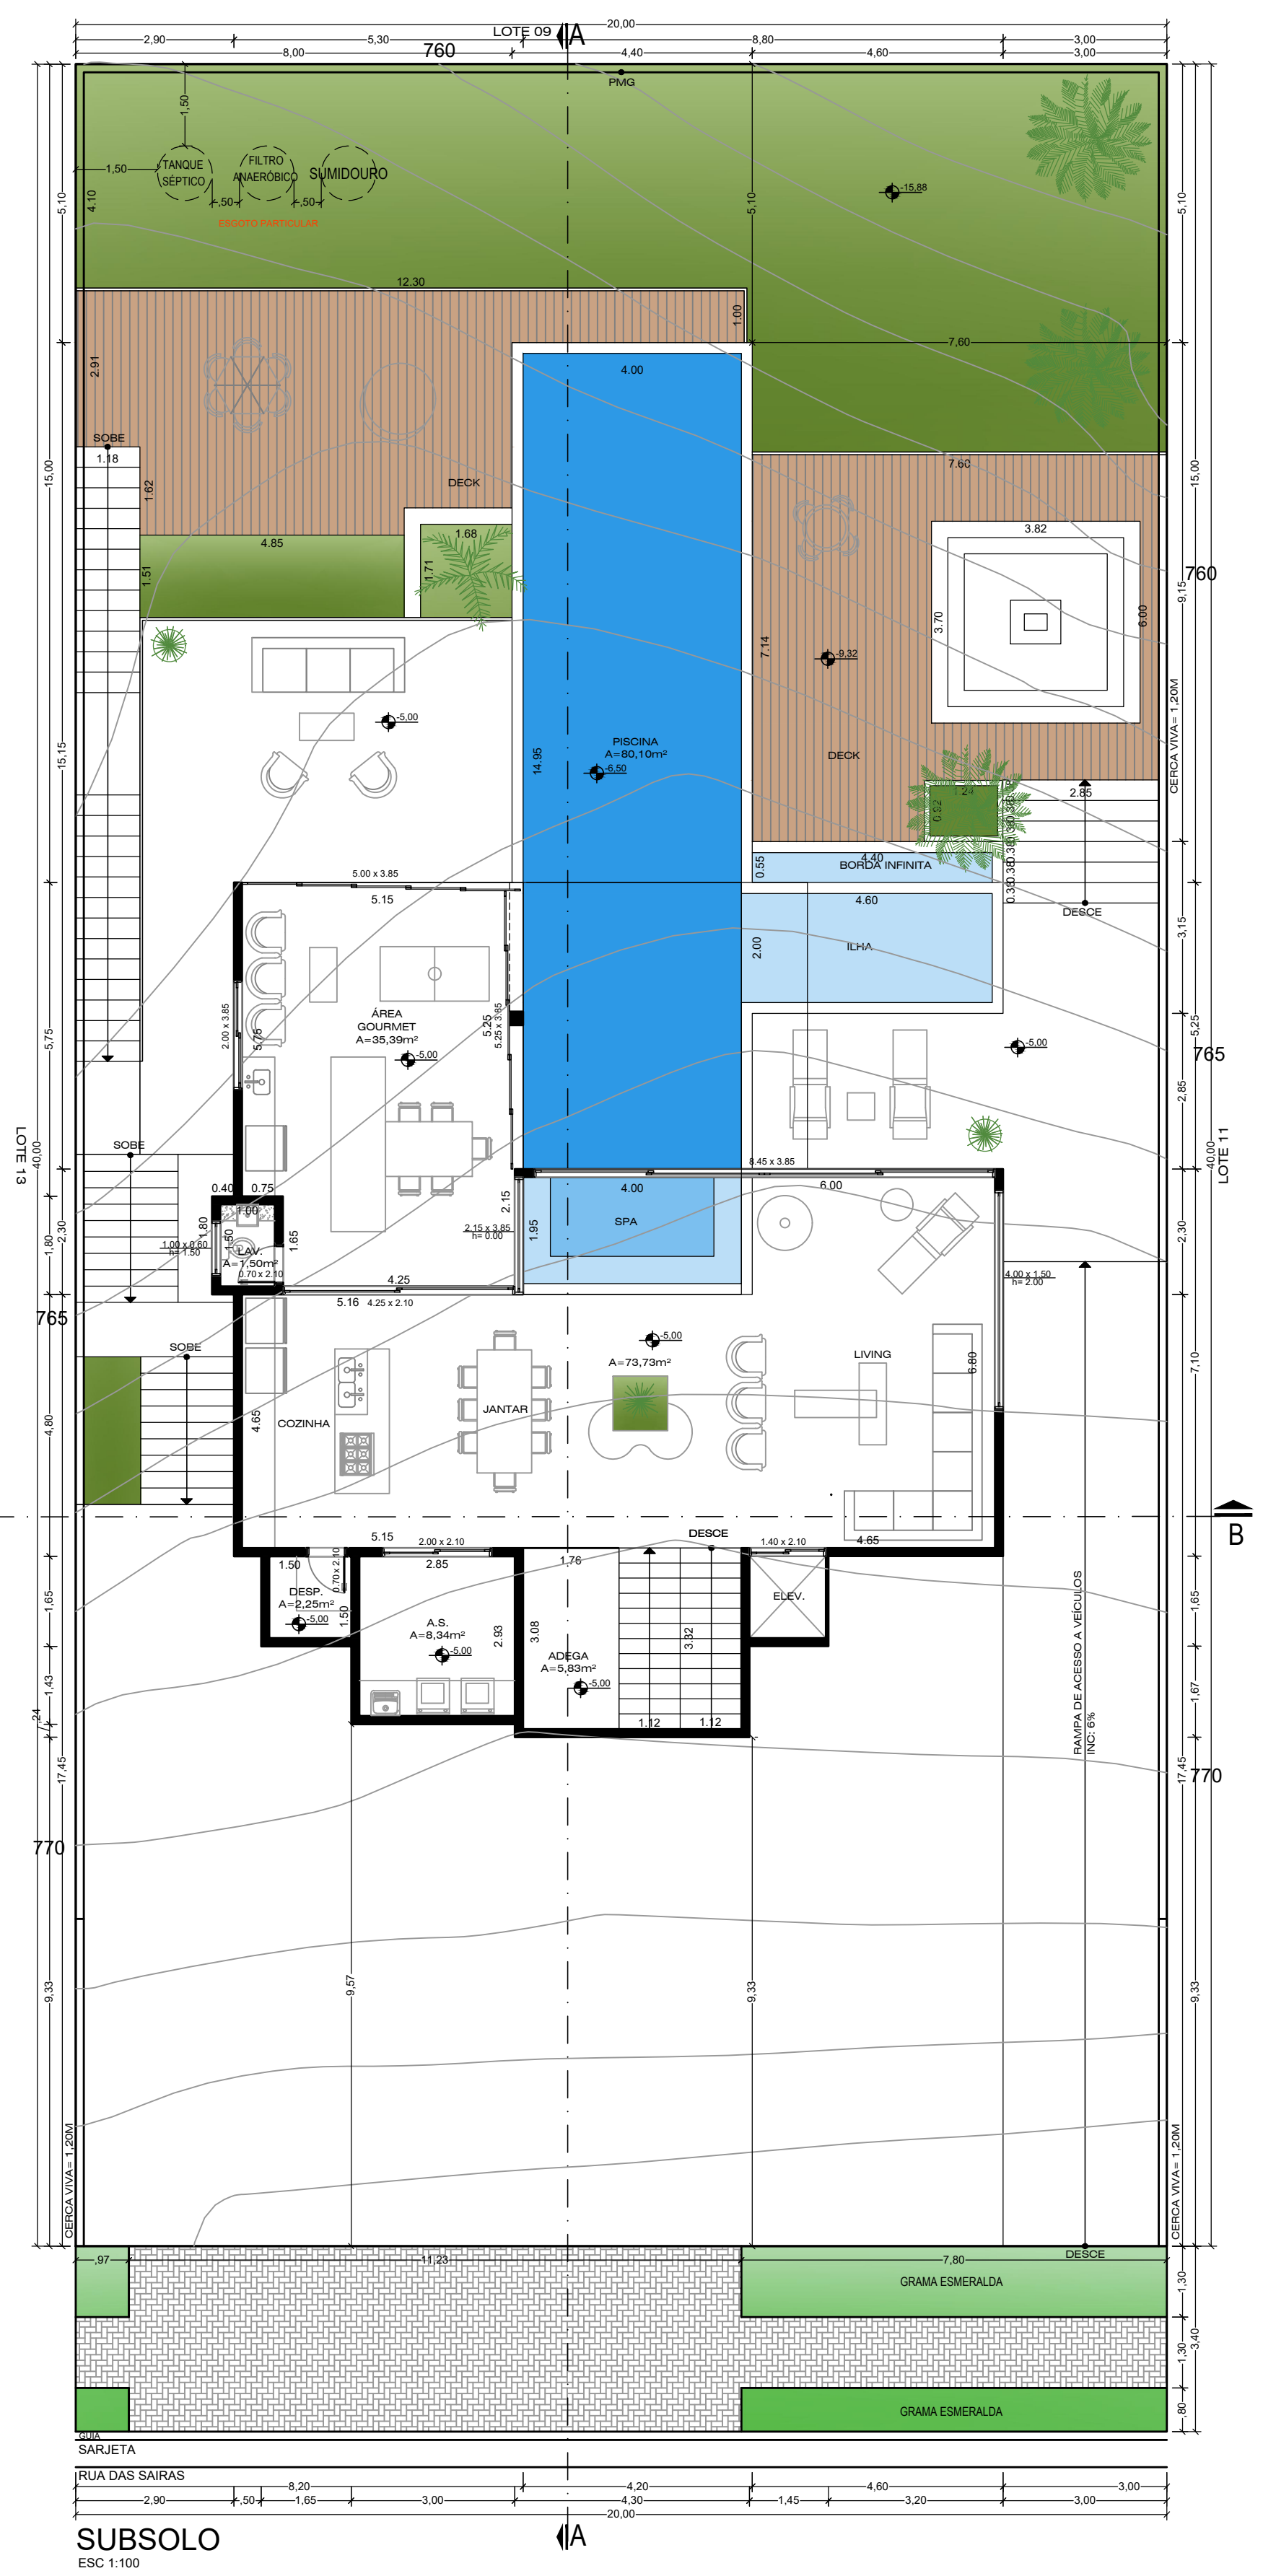 20,00
LOTE 09
A
2,90
5,30
8,80
3,00
8,00
760
4,40
4,60
3,00
PMG
1,50
1,50
TANQUE
SÉPTICO
FILTRO
ANAERÓBICO
SUMIDOURO
,50
,50
ESGOTO PARTICULAR
4.10
5,10
5,10
5,10
-15,88
12.30
1.00
2.91
4.00
7,60
SOBE
1.18
1.62
DECK
7.60
15,00
15,00
4.85
1.51
1.68
1.71
3.82
3.70
6.00
760
9,15
7.14
-9,32
-5,00
CERCA VIVA= 1,20M
15,15
14.95
PISCINA
A=80,10m²
-6,50
DECK
1.24
0.92
2.85
0.38
0.38
0.38
0.38
0.38
DESCE
4.40
BORDA INFINITA
0.55
5.00 x 3.85
5.15
4.60
2.00
ILHA
3,15
ÁREA
GOURMET
A=35,39m²
-5,00
2.00 x 3.85
5.75
5.25
5.25 x 3.85
5,75
-5,00
5,25
765
2,85
LOTE 13
40,00
40,00
LOTE 11
SOBE
8.45 x 3.85
4.00
6.00
0.40
0.75
1.00
2.15
1.95
SPA
2.15 x 3.85
h= 0.00
1.80
1.50
1.65
LAV.
A=1,50m²
0.70 x 2.10
1.00 x 0.60
h= 1.50
1,80
2,30
2,30
4.25
5.16
4.25 x 2.10
4.00 x 1.50
h= 2.00
765
SOBE
-5,00
A=73,73m²
LIVING
6.80
7,10
4.65
COZINHA
JANTAR
4,80
B
5.15
2.00 x 2.10
2.85
DESCE
1.76
1.40 x 2.10
4.65
1.50
0.70 x 2.10
DESP.
A=2,25m²
-5,00
1.50
A.S.
A=8,34m²
-5,00
2.93
3.08
ADEGA
A=5,83m²
-5,00
3.32
1.12
1.12
ELEV.
1,65
1,65
1,43
1,67
,24
17,45
17,45
RAMPA DE ACESSO A VEÍCULOS
INC: 6%
770
770
9,33
9,57
9,33
9,33
CERCA VIVA= 1,20M
CERCA VIVA= 1,20M
DESCE
,97
11,23
7,80
GRAMA ESMERALDA
1,30
1,30
3,40
GRAMA ESMERALDA
,80
GUIA
SARJETA
RUA DAS SAIRAS
8,20
4,20
4,60
3,00
2,90
,50
1,65
3,00
4,30
1,45
3,20
3,00
20,00
A
SUBSOLO
ESC 1:100